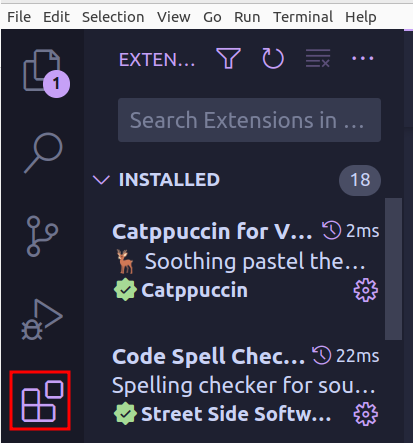 File Edit Selection View Go Run Terminal Help
EXTEN...
1
Search Extensions in ...
INSTALLED 18
Catppuccin for V... 2ms
Soothing pastel the...
Catppuccin
Code Spell Chec... 22ms
Spelling checker for sou...
Street Side Softw...